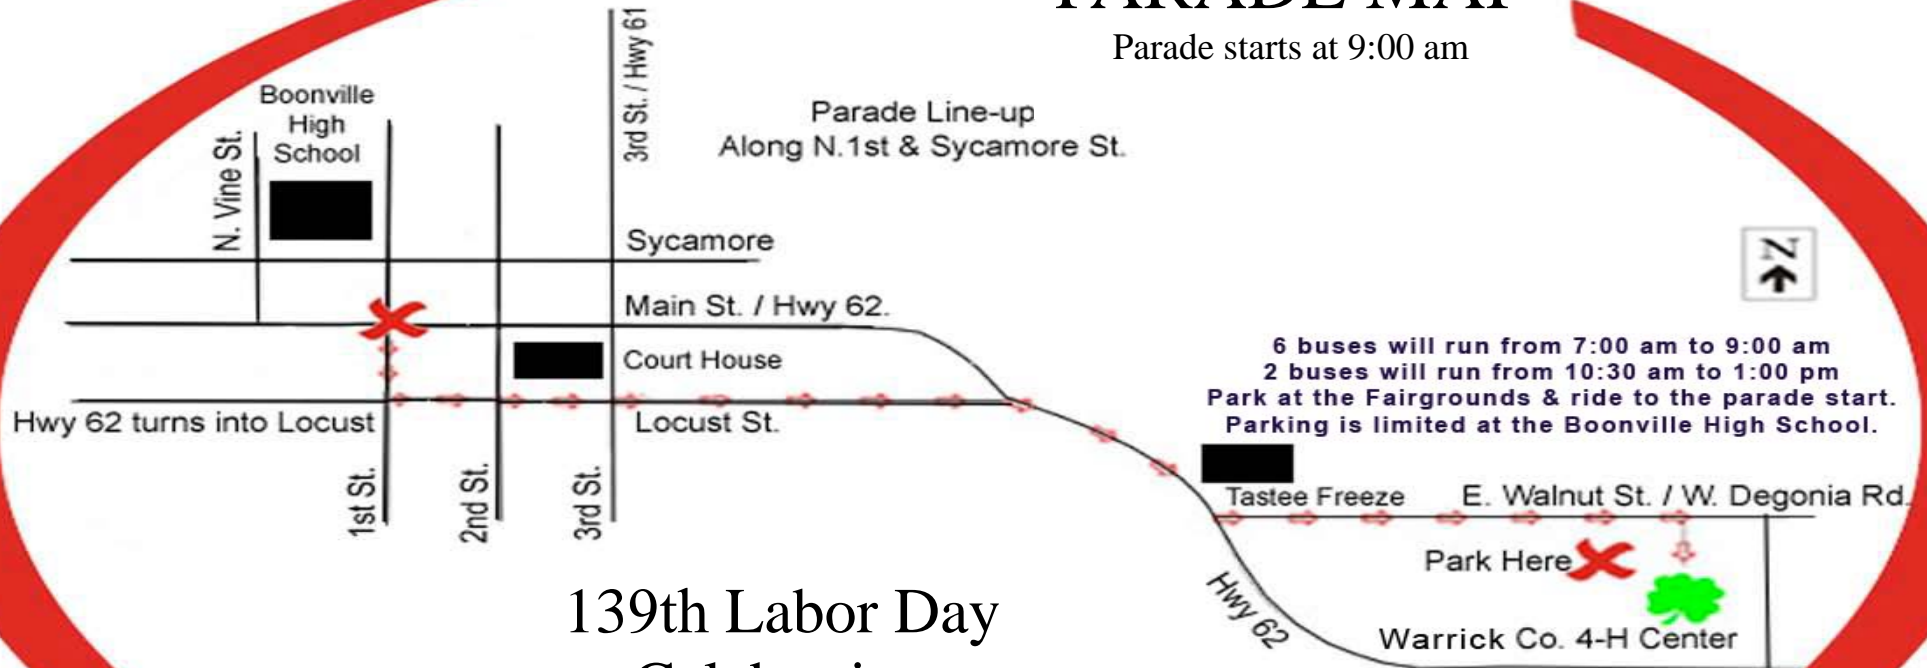 PARADE MAP
Parade starts at 9:00 am
Parade Line-up
Along N.1st & Sycamore St.
Boonville
High
School
N. Vine St.
3rd St. / Hwy 61
Sycamore
Main St. / Hwy 62.
Court House
Hwy 62 turns into Locust
Locust St.
1st St.
2nd St.
3rd St.
N
6 buses will run from 7:00 am to 9:00 am
2 buses will run from 10:30 am to 1:00 pm
Park at the Fairgrounds & ride to the parade start.
Parking is limited at the Boonville High School.
Tastee Freeze
E. Walnut St. / W. Degonia Rd.
Park Here
Hwy 62
Warrick Co. 4-H Center
139th Labor Day